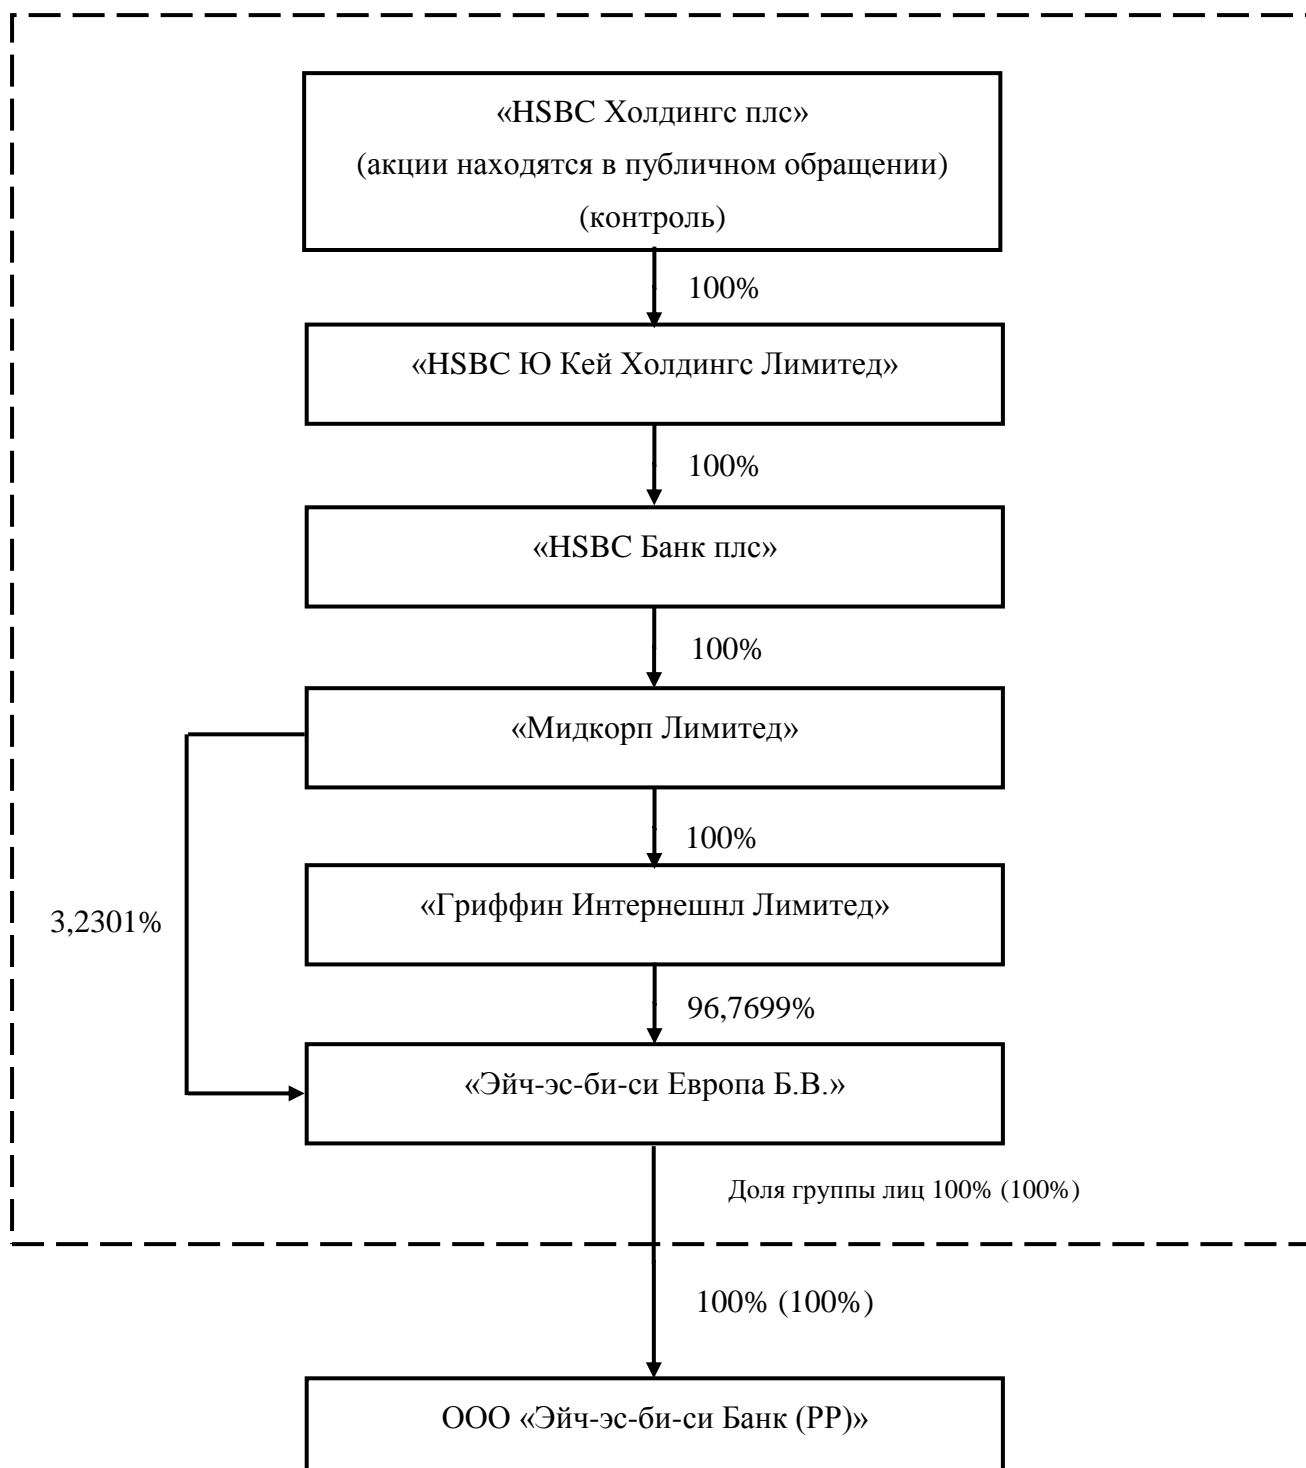 «HSBC Холдингс плс»
(акции находятся в публичном обращении)
(контроль)
100%
«HSBC Ю Кей Холдингс Лимитед»
100%
«HSBC Банк плс»
100%
«Мидкорп Лимитед»
100%
«Гриффин Интернешнл Лимитед»
3,2301%
96,7699%
«Эйч-эс-би-си Европа Б.В.»
Доля группы лиц 100% (100%)
100% (100%)
ООО «Эйч-эс-би-си Банк (РР)»